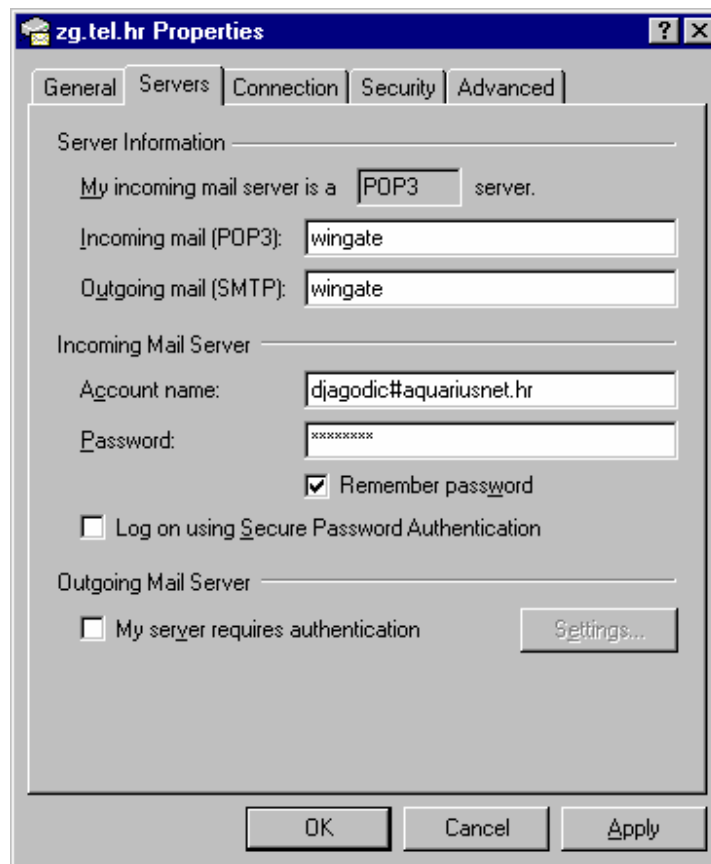 zg.tel.hr Properties
General Servers Connection Security Advanced
Server Information
My incoming mail server is a POP3 server.
Incoming mail (POP3): wingate
Outgoing mail (SMTP): wingate
Incoming Mail Server
Account name: djagodic#aquariusnet.hr
Password: ********
Remember password
Log on using Secure Password Authentication
Outgoing Mail Server
My server requires authentication Settings...
OK Cancel Apply